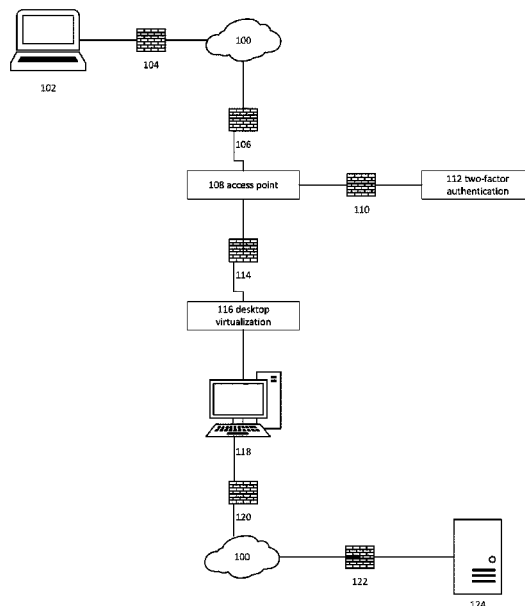 100
102
104
106
108 access point
110
112 two-factor
authentication
114
116 desktop
virtualization
118
120
100
122
124